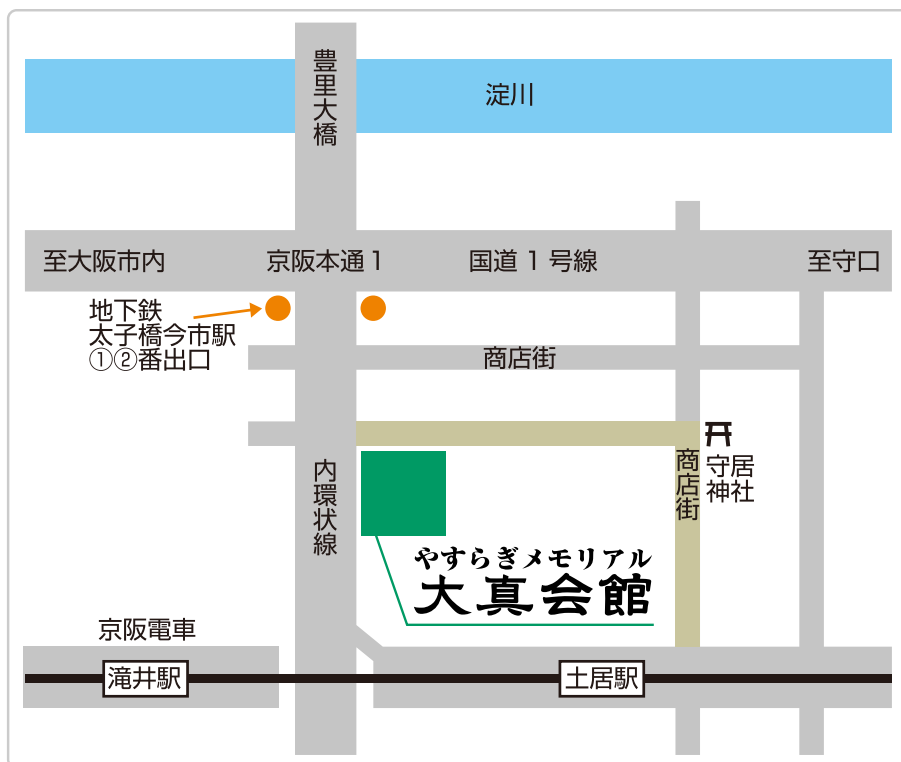 豊里大橋
淀川
至大阪市内
京阪本通1
国道1号線
至守口
地下鉄
太子橋今市駅
①②番出口
商店街
内環状線
商店街
守居
神社
やすらぎメモリアル
大真会館
京阪電車
滝井駅
土居駅